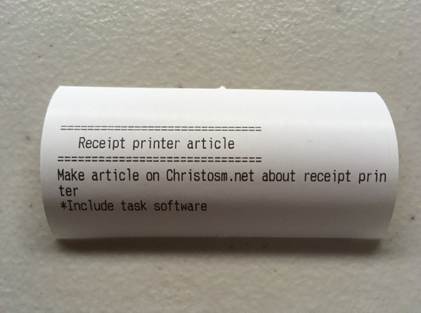 ==============================
Receipt printer article
==============================
Make article on Christosm.net about receipt prin
ter
*Include task software